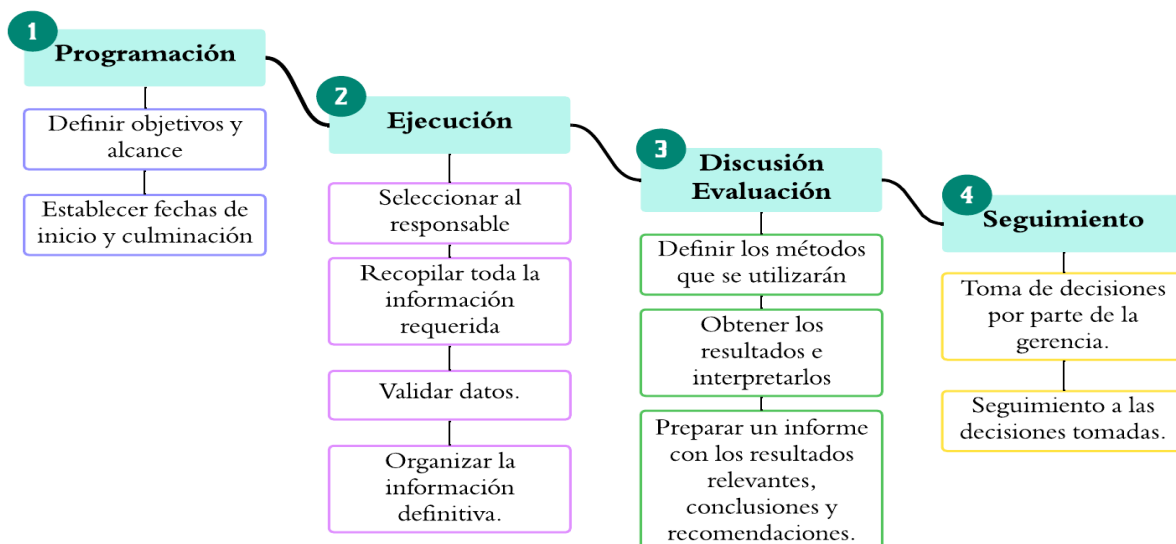 1
Programación
Definir objetivos y
alcance
Establecer fechas de
inicio y culminación
2
Ejecución
Seleccionar al
responsable
Recopilar toda la
información
requerida
Validar datos.
Organizar la
información
definitiva.
3
Discusión
Evaluación
Definir los métodos
que se utilizarán
Obtener los
resultados e
interpretarlos
Preparar un informe
con los resultados
relevantes,
conclusiones y
recomendaciones.
4
Seguimiento
Toma de decisiones
por parte de la
gerencia.
Seguimiento a las
decisiones tomadas.